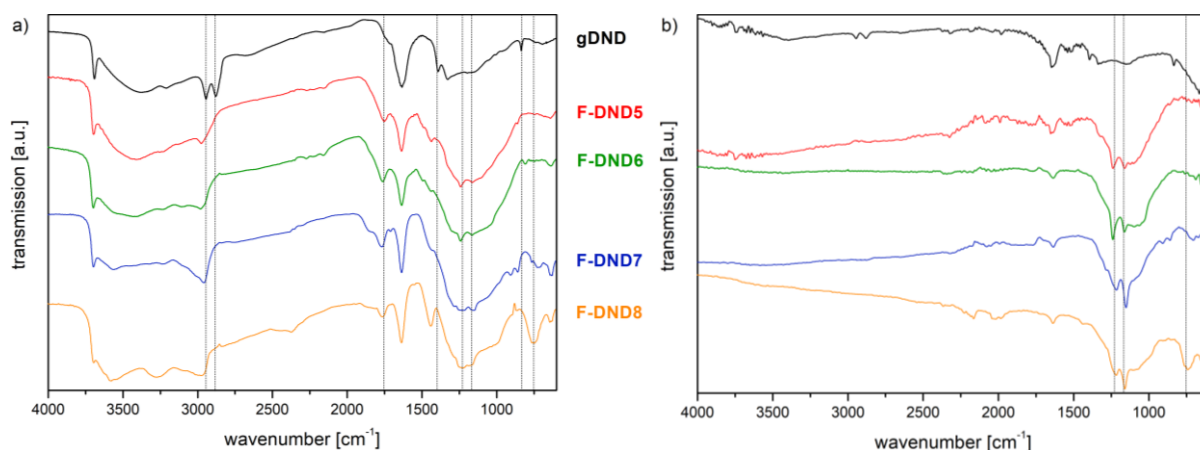 a)
gDND
F-DND5
F-DND6
F-DND7
F-DND8
transmission [a.u.]
4000 3500 3000 2500 2000 1500 1000
wavenumber [cm⁻¹]
b)
transmission [a.u.]
4000 3500 3000 2500 2000 1500 1000
wavenumber [cm⁻¹]